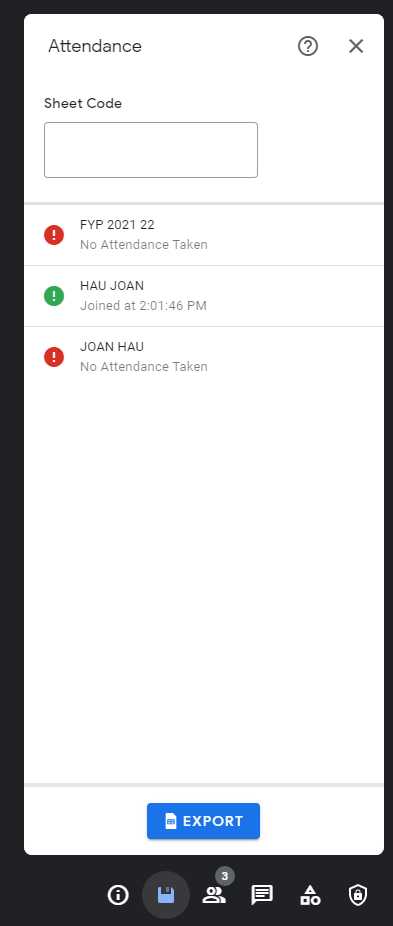 Attendance
Sheet Code
FYP 2021 22
No Attendance Taken
HAU JOAN
Joined at 2:01:46 PM
JOAN HAU
No Attendance Taken
EXPORT
3